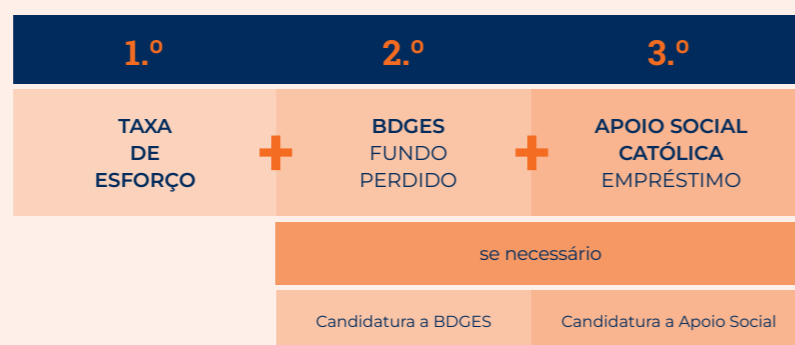 1.º
2.º
3.º
TAXA
DE
ESFORÇO
+
BDGES
FUNDO
PERDIDO
+
APOIO SOCIAL
CATÓLICA
EMPRÉSTIMO
se necessário
Candidatura a BDGES
Candidatura a Apoio Social